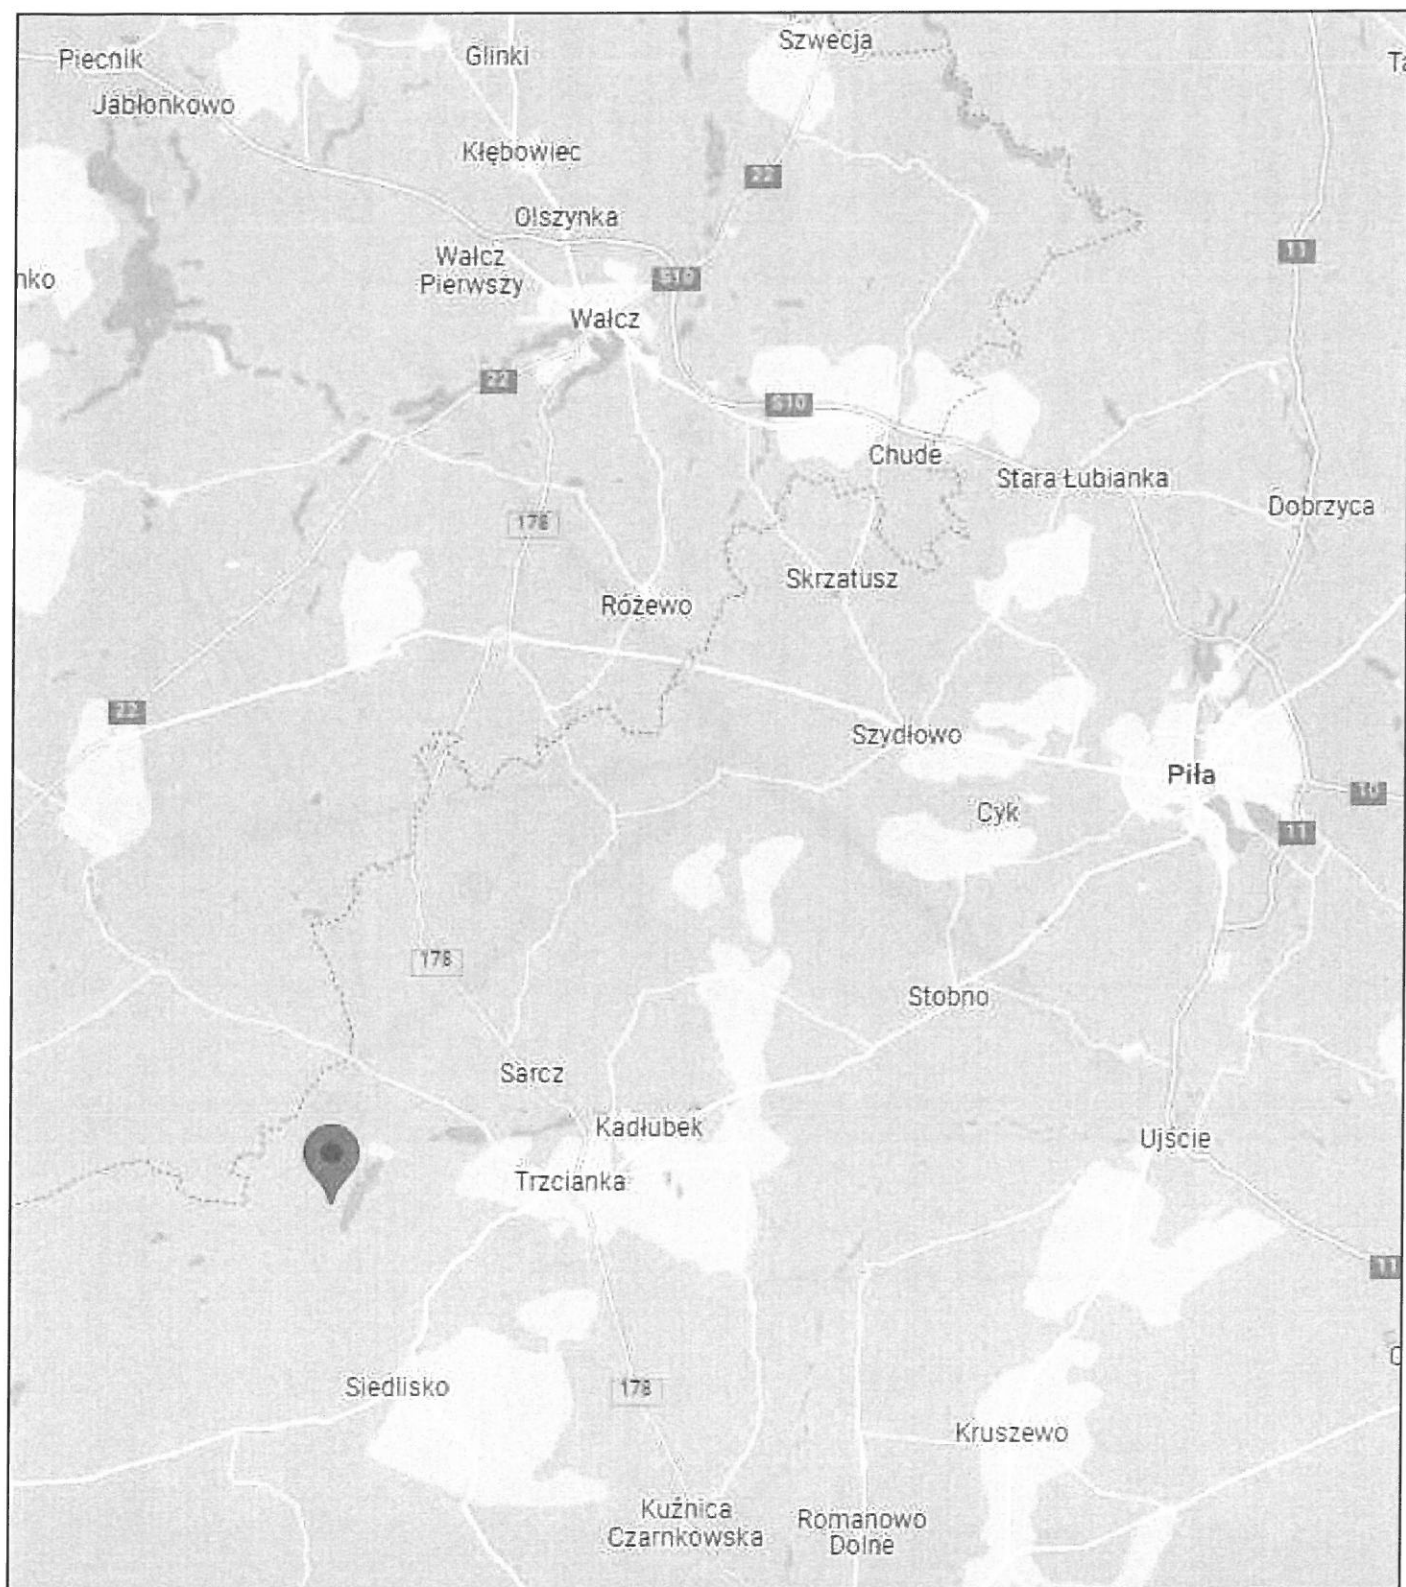 Szwecja
Piecnik
Glinki
Ta
Jabłonkowo
Kłębowiec
22
Olszynka
Wałcz
Pierwszy
11
nko
S10
Wałcz
22
S10
Chude
Stara Łubianka
Dobrzyca
178
Skrzatusz
Różewo
22
Szydłowo
Piła
10
Cyk
11
178
Stobno
Sarcz
Kadłubek
Ujście
Trzcianka
11
Siedlisko
178
Kruszewo
Kuźnica
Czarnkowska
Romanowo
Dolne